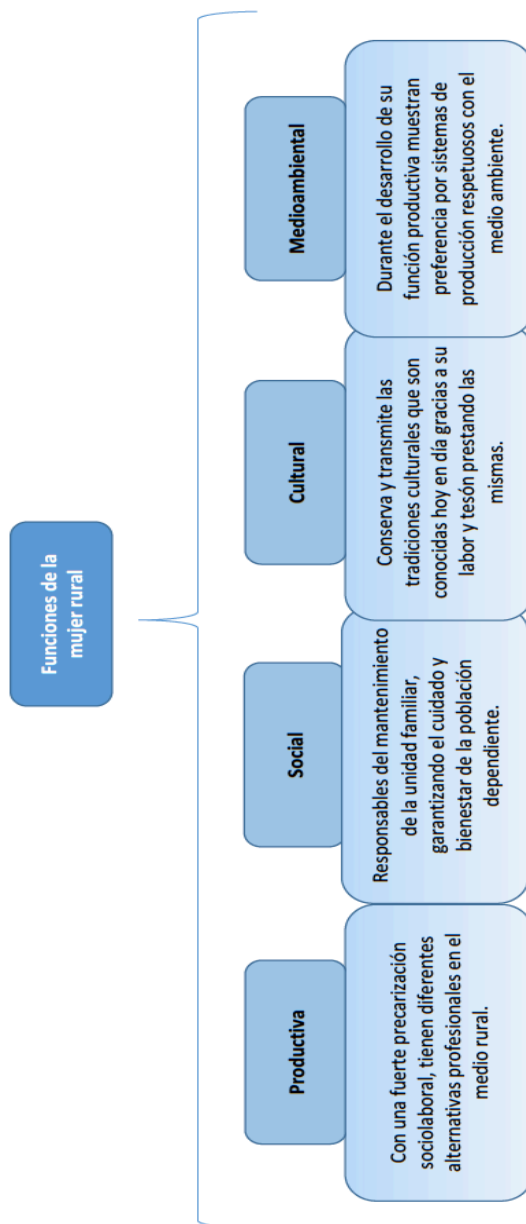 Funciones de la
mujer rural
Productiva
Con una fuerte precarización
sociolaboral, tienen diferentes
alternativas profesionales en el
medio rural.
Social
Responsables del mantenimiento
de la unidad familiar,
garantizando el cuidado y
bienestar de la población
dependiente.
Cultural
Conserva y transmite las
tradiciones culturales que son
conocidas hoy en día gracias a su
labor y tesón prestando las
mismas.
Medioambiental
Durante el desarrollo de su
función productiva muestran
preferencia por sistemas de
producción respetuosos con el
medio ambiente.